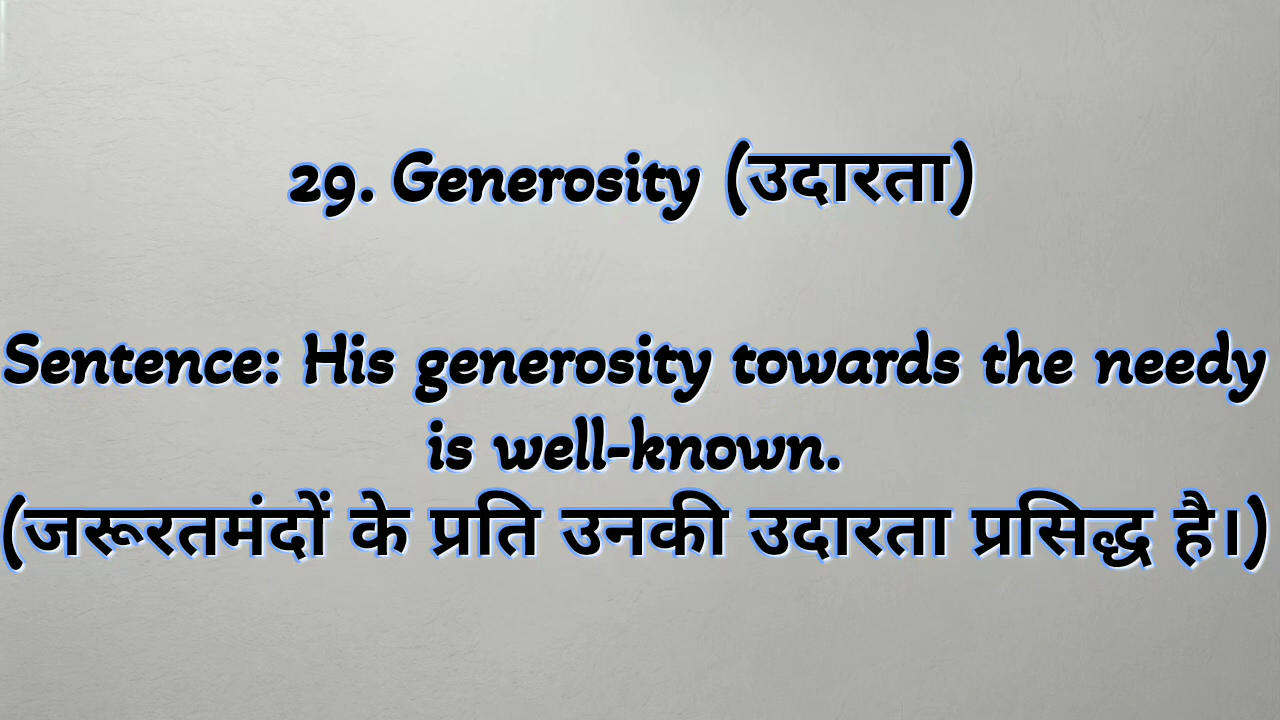 29. Generosity (उदारता)
Sentence: His generosity towards the needy
is well-known.
(जरूरतमंदों के प्रति उनकी उदारता प्रसिद्ध है।)